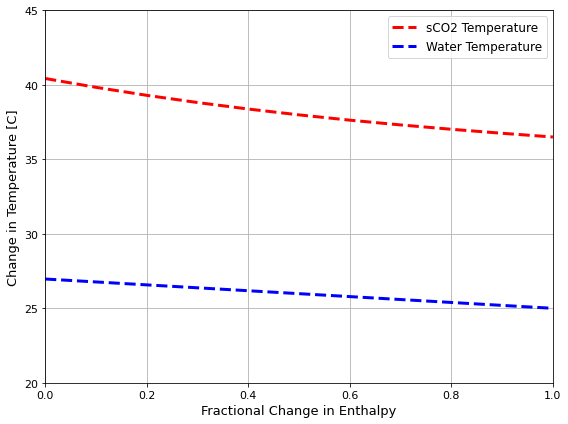 45
40
35
30
25
20
Change in Temperature [C]
sCO2 Temperature
Water Temperature
0.0 0.2 0.4 0.6 0.8 1.0
Fractional Change in Enthalpy